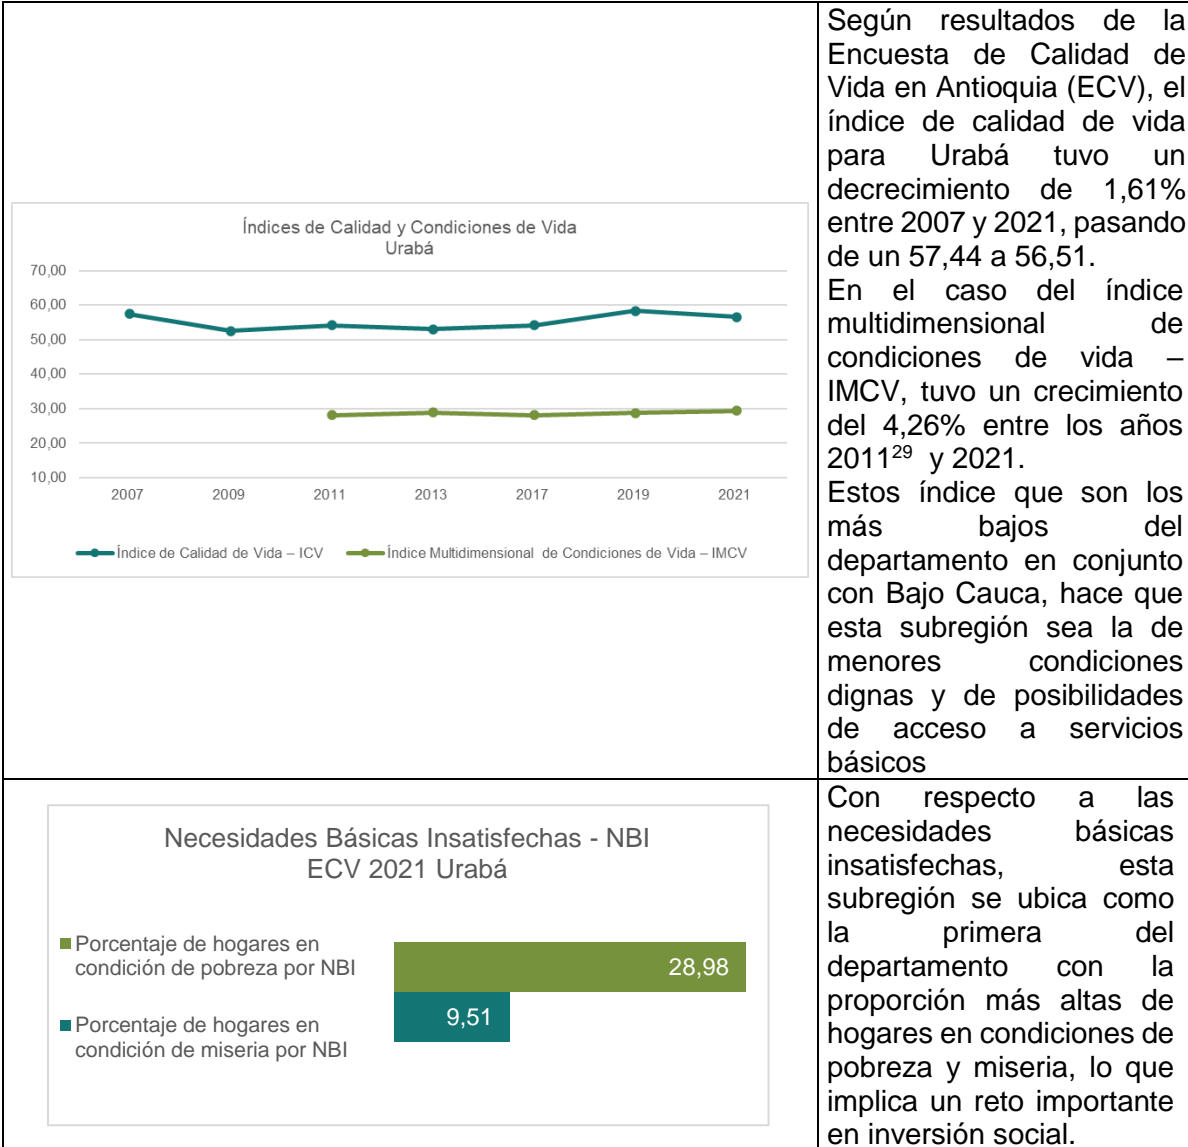 Índices de Calidad y Condiciones de Vida
Urabá
70,00
60,00
50,00
40,00
30,00
20,00
10,00
2007 2009 2011 2013 2017 2019 2021
Índice de Calidad de Vida – ICV Índice Multidimensional de Condiciones de Vida – IMCV
Según resultados de la
Encuesta de Calidad de
Vida en Antioquia (ECV), el
índice de calidad de vida
para Urabá tuvo un
decrecimiento de 1,61%
entre 2007 y 2021, pasando
de un 57,44 a 56,51.
En el caso del índice
multidimensional de
condiciones de vida –
IMCV, tuvo un crecimiento
del 4,26% entre los años
2011²⁹ y 2021.
Estos índice que son los
más bajos del
departamento en conjunto
con Bajo Cauca, hace que
esta subregión sea la de
menores condiciones
dignas y de posibilidades
de acceso a servicios
básicos
Necesidades Básicas Insatisfechas - NBI
ECV 2021 Urabá
Porcentaje de hogares en
condición de pobreza por NBI
28,98
Porcentaje de hogares en
condición de miseria por NBI
9,51
Con respecto a las
necesidades básicas
insatisfechas, esta
subregión se ubica como
la primera del
departamento con la
proporción más altas de
hogares en condiciones de
pobreza y miseria, lo que
implica un reto importante
en inversión social.